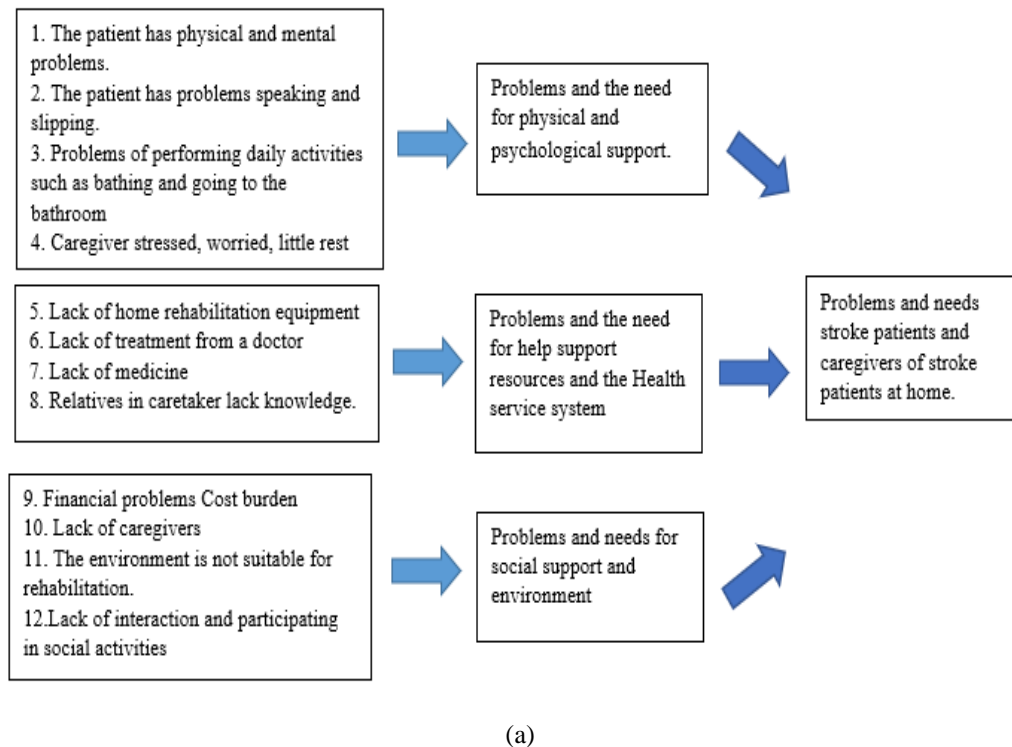 1. The patient has physical and mental
problems.
2. The patient has problems speaking and
slipping.
3. Problems of performing daily activities
such as bathing and going to the
bathroom
4. Caregiver stressed, worried, little rest
Problems and the need
for physical and
psychological support.
5. Lack of home rehabilitation equipment
6. Lack of treatment from a doctor
7. Lack of medicine
8. Relatives in caretaker lack knowledge.
Problems and the need
for help support
resources and the Health
service system
Problems and needs
stroke patients and
caregivers of stroke
patients at home.
9. Financial problems Cost burden
10. Lack of caregivers
11. The environment is not suitable for
rehabilitation.
12.Lack of interaction and participating
in social activities
Problems and needs for
social support and
environment
(a)